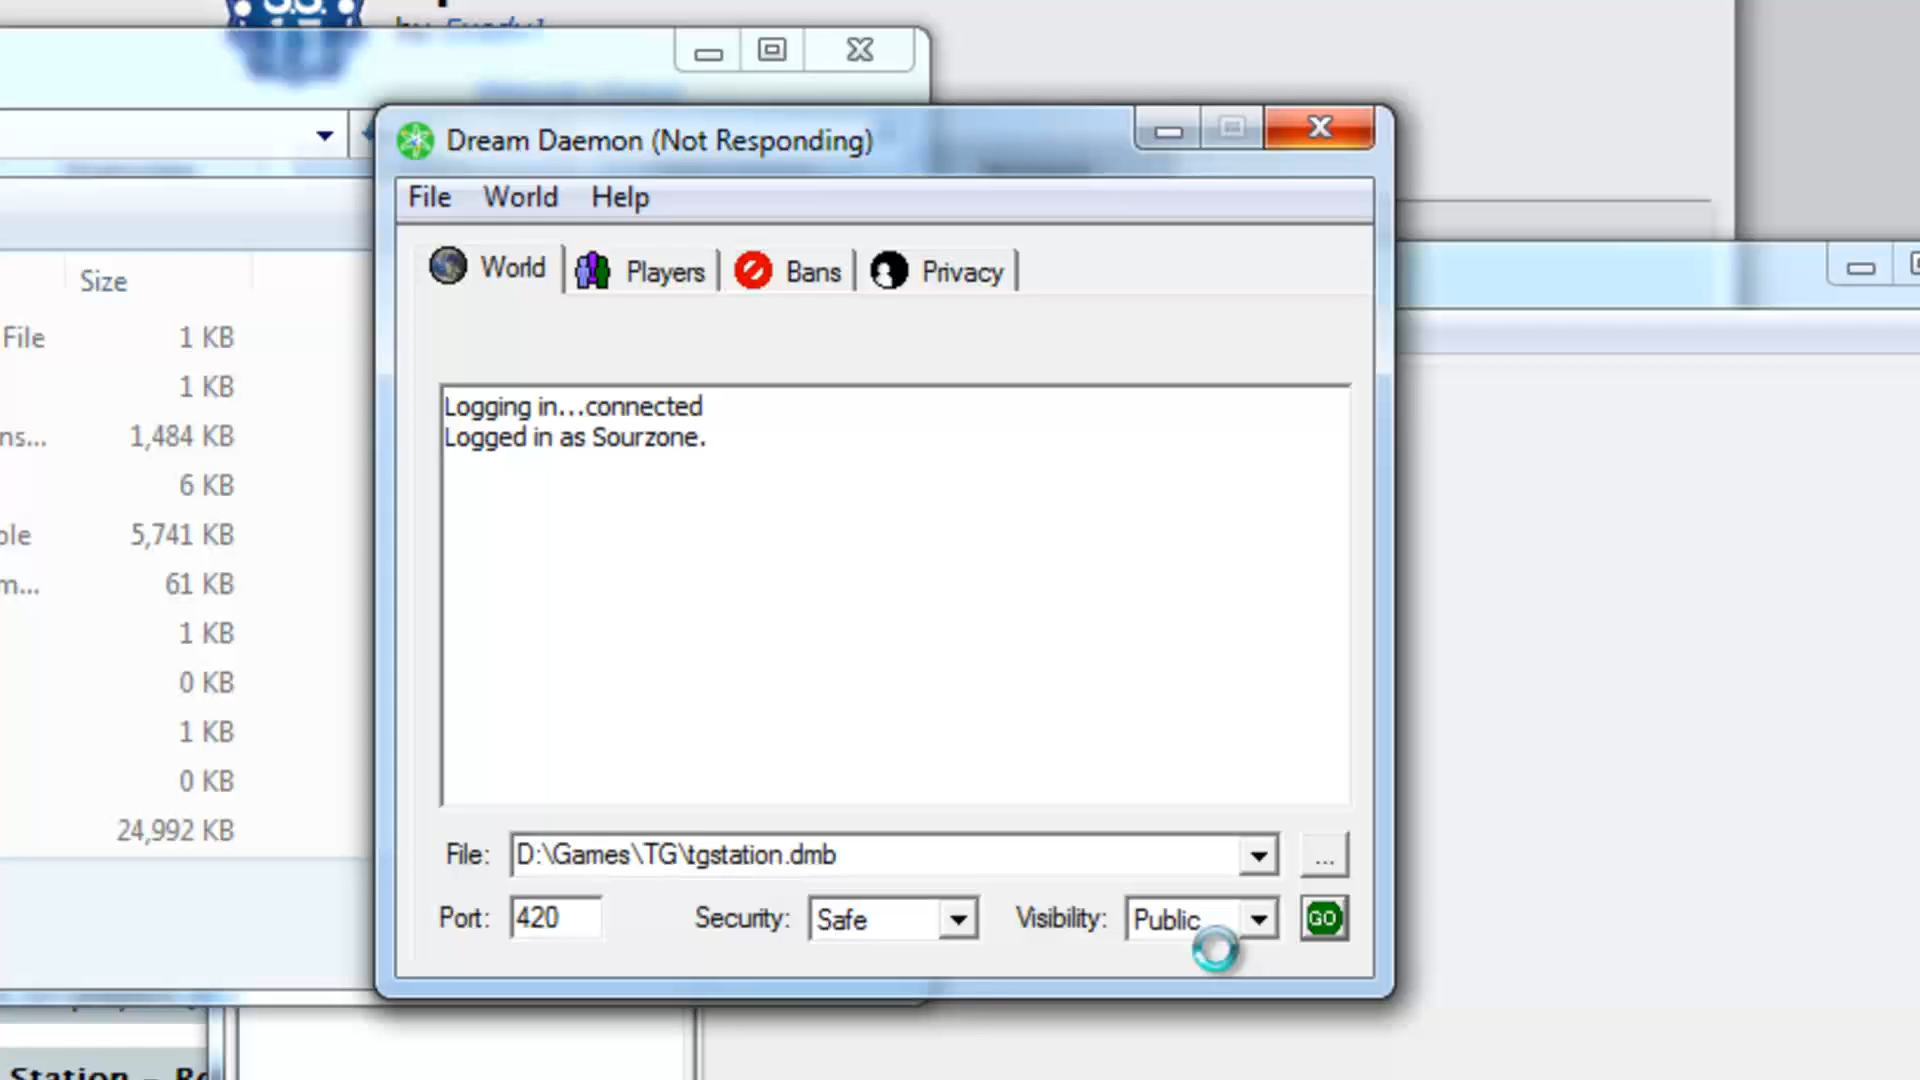 S.S.
13
by
Dream Daemon (Not Responding)
File World Help
World Players Bans Privacy
Size
File 1 KB
1 KB
ns... 1,484 KB
6 KB
ole 5,741 KB
m... 61 KB
1 KB
0 KB
1 KB
0 KB
24,992 KB
Logging in...connected
Logged in as Sourzone.
File: D:\Games\TG\tgstation.dmb ...
Port: 420 Security: Safe Visibility: Public GO
Station -